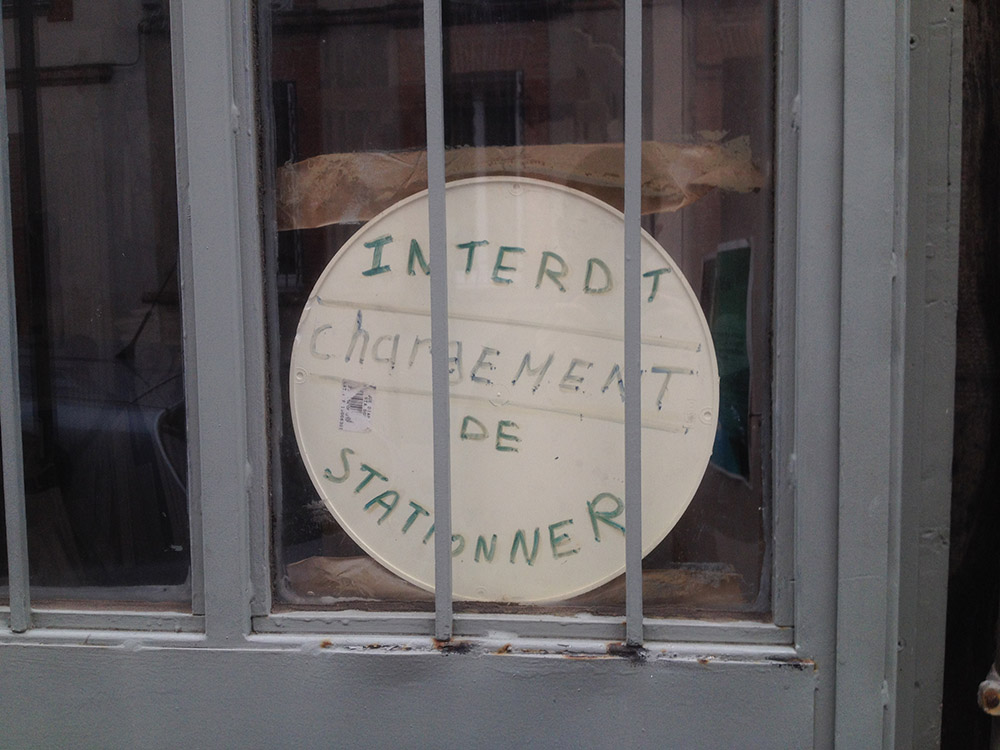 INTERDIT
chargEMENT
DE
STATIONNER